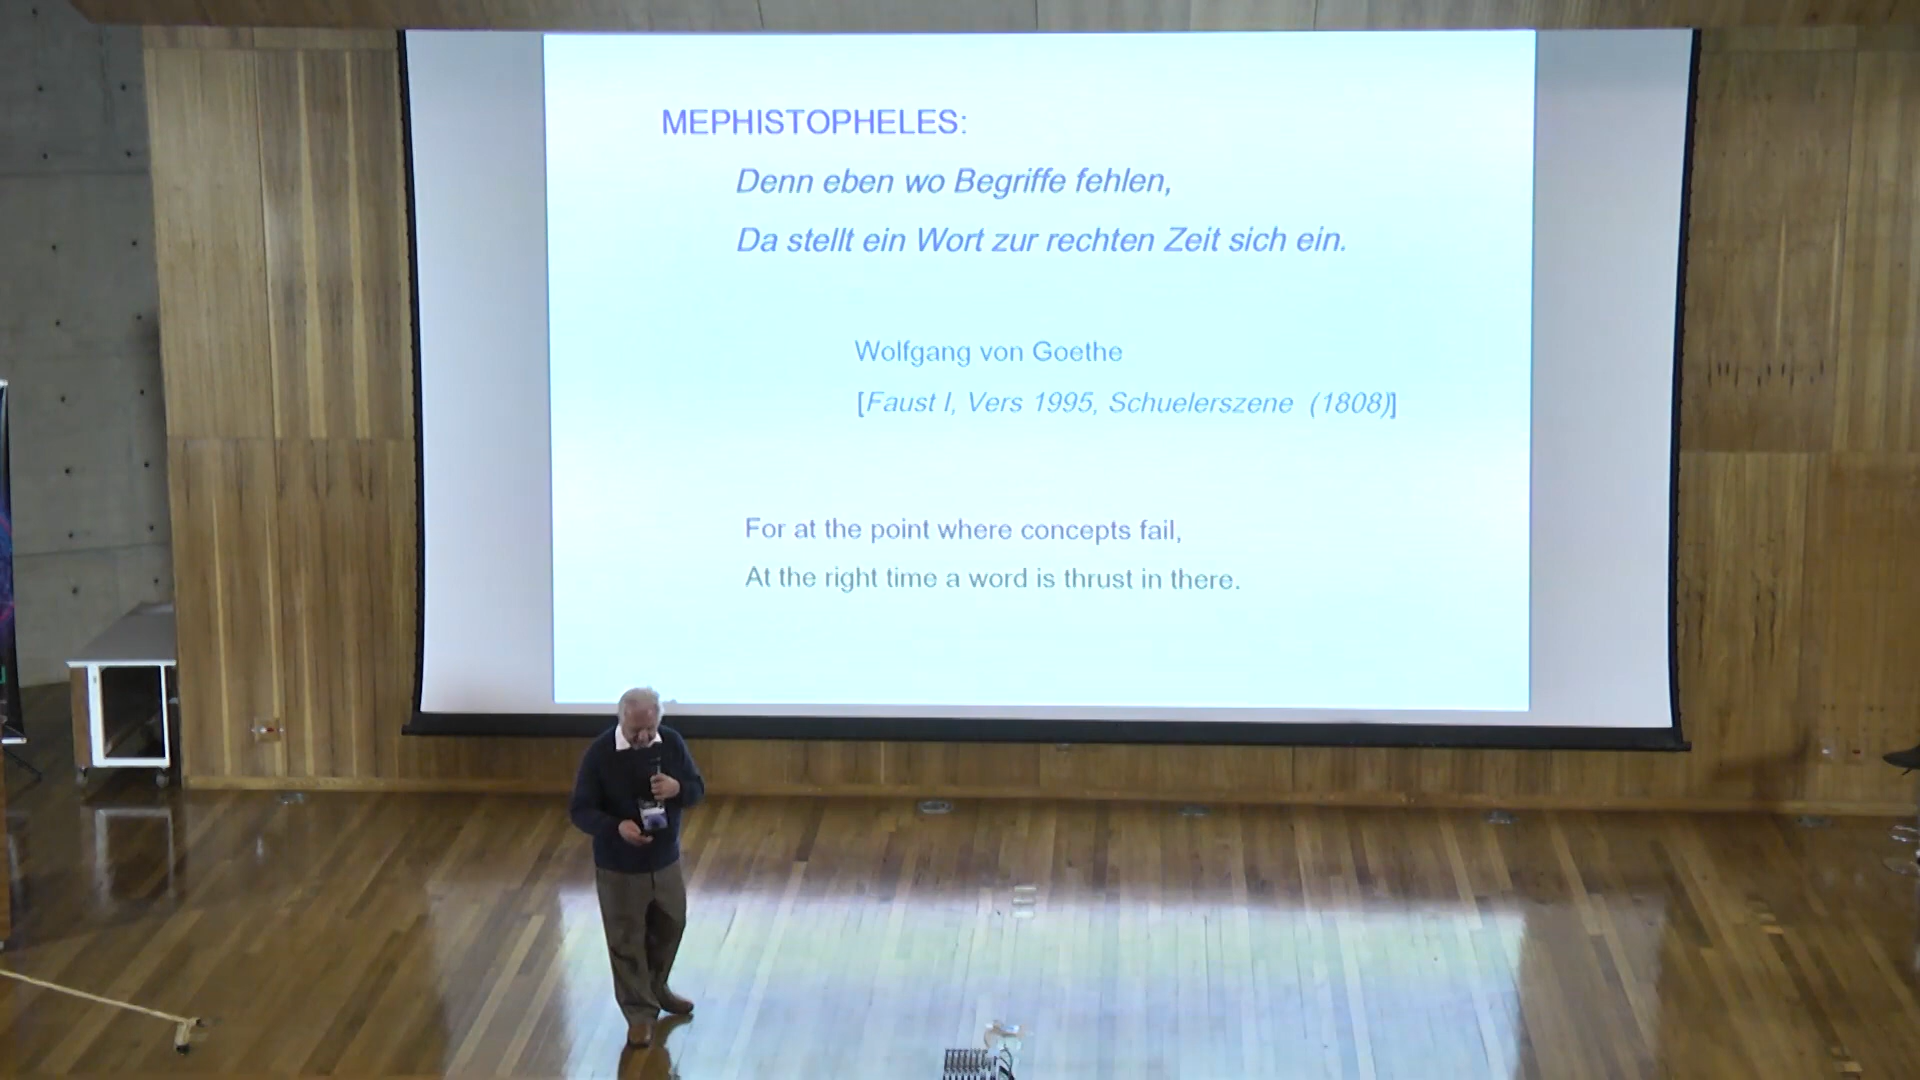 MEPHISTOPHELES:
Denn eben wo Begriffe fehlen,
Da stellt ein Wort zur rechten Zeit sich ein.
Wolfgang von Goethe
[Faust I, Vers 1995, Schuelerszene (1808)]
For at the point where concepts fail,
At the right time a word is thrust in there.